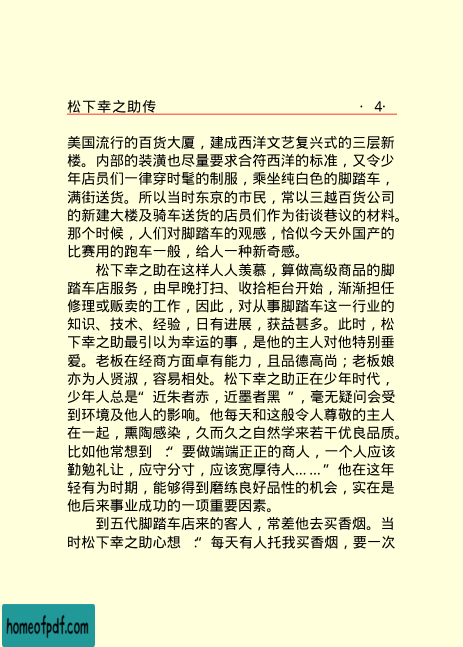 松下幸之助传 · 4·
美国流行的百货大厦，建成西洋文艺复兴式的三层新
楼。内部的装潢也尽量要求合符西洋的标准，又令少
年店员们一律穿时髦的制服，乘坐纯白色的脚踏车，
满街送货。所以当时东京的市民，常以三越百货公司
的新建大楼及骑车送货的店员们作为街谈巷议的材料。
那个时候，人们对脚踏车的观感，恰似今天外国产的
比赛用的跑车一般，给人一种新奇感。
松下幸之助在这样人人羡慕，算做高级商品的脚
踏车店服务，由早晚打扫、收拾柜台开始，渐渐担任
修理或贩卖的工作，因此，对从事脚踏车这一行业的
知识、技术、经验，日有进展，获益甚多。此时，松
下幸之助最引以为幸运的事，是他的主人对他特别垂
爱。老板在经商方面卓有能力，且品德高尚；老板娘
亦为人贤淑，容易相处。松下幸之助正在少年时代，
少年人总是“近朱者赤，近墨者黑”，毫无疑问会受
到环境及他人的影响。他每天和这般令人尊敬的主人
在一起，熏陶感染，久而久之自然学来若干优良品质。
比如他常想到：“要做端端正正的商人，一个人应该
勤勉礼让，应守分寸，应该宽厚待人……”他在这年
轻有为时期，能够得到磨练良好品性的机会，实在是
他后来事业成功的一项重要因素。
到五代脚踏车店来的客人，常差他去买香烟。当
时松下幸之助心想：“每天有人托我买香烟，要一次
homeofpdf.com